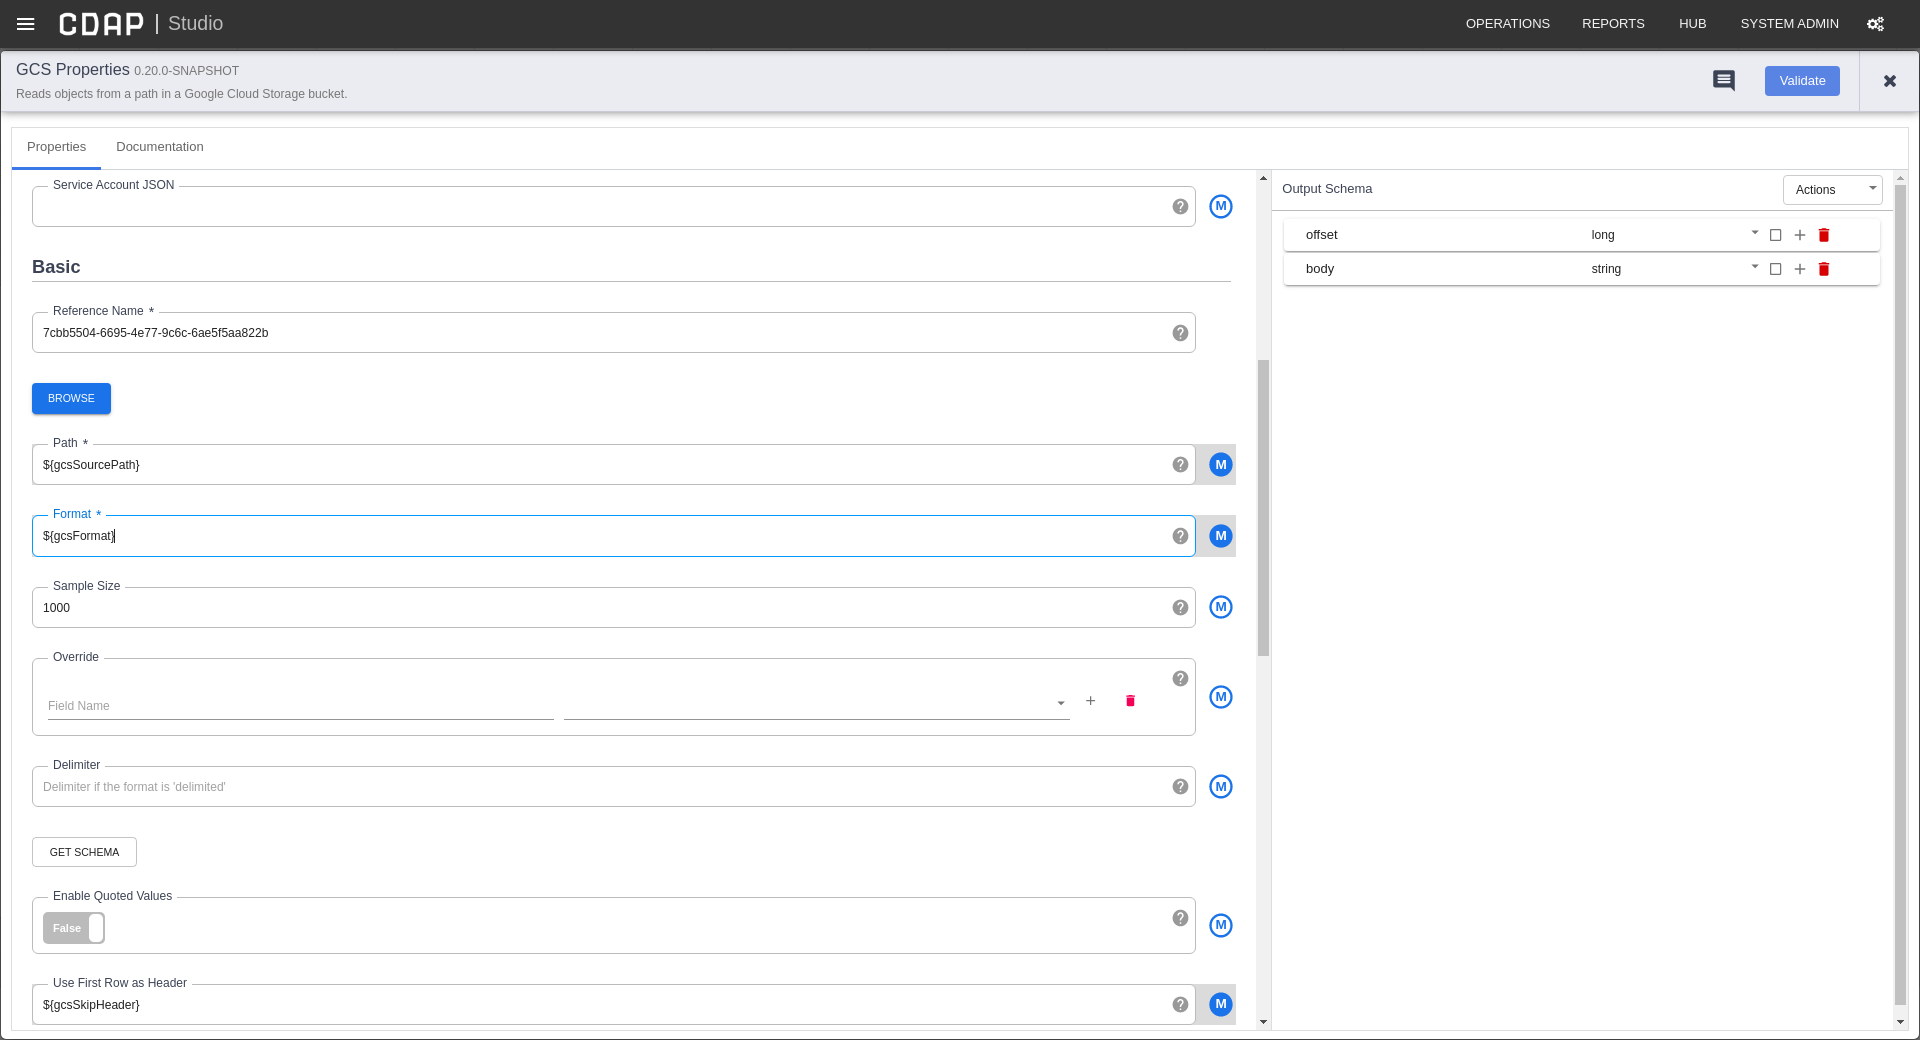 CDAP | Studio
OPERATIONS REPORTS HUB SYSTEM ADMIN
GCS Properties 0.20.0-SNAPSHOT
Reads objects from a path in a Google Cloud Storage bucket.
Validate
Properties Documentation
Service Account JSON
M
Basic
Reference Name *
7cbb5504-6695-4e77-9c6c-6ae5f5aa822b
BROWSE
Path *
${gcsSourcePath}
M
Format *
${gcsFormat}
M
Sample Size
1000
M
Override
Field Name
M
Delimiter
Delimiter if the format is 'delimited'
M
GET SCHEMA
Enable Quoted Values
False
M
Use First Row as Header
${gcsSkipHeader}
M
Output Schema
Actions
offset long
body string